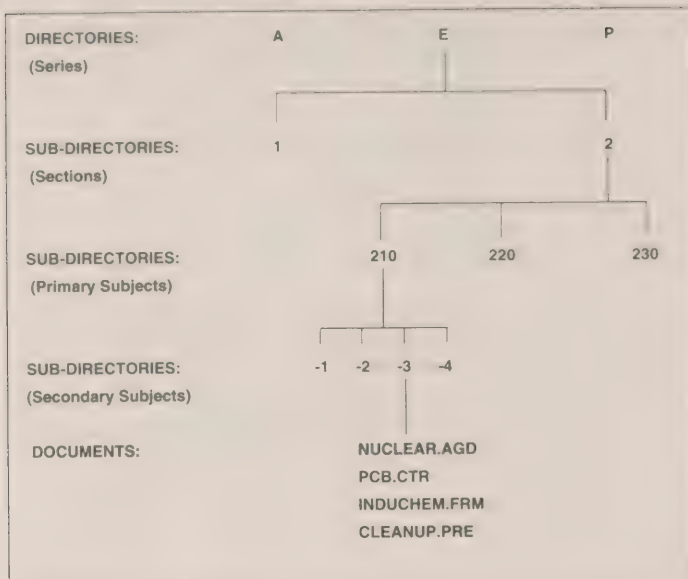 DIRECTORIES: A E P
(Series)
SUB-DIRECTORIES: 1 2
(Sections)
SUB-DIRECTORIES: 210 220 230
(Primary Subjects)
SUB-DIRECTORIES: -1 -2 -3 -4
(Secondary Subjects)
DOCUMENTS: NUCLEAR.AGD
PCB.CTR
INDUCHEM.FRM
CLEANUP.PRE